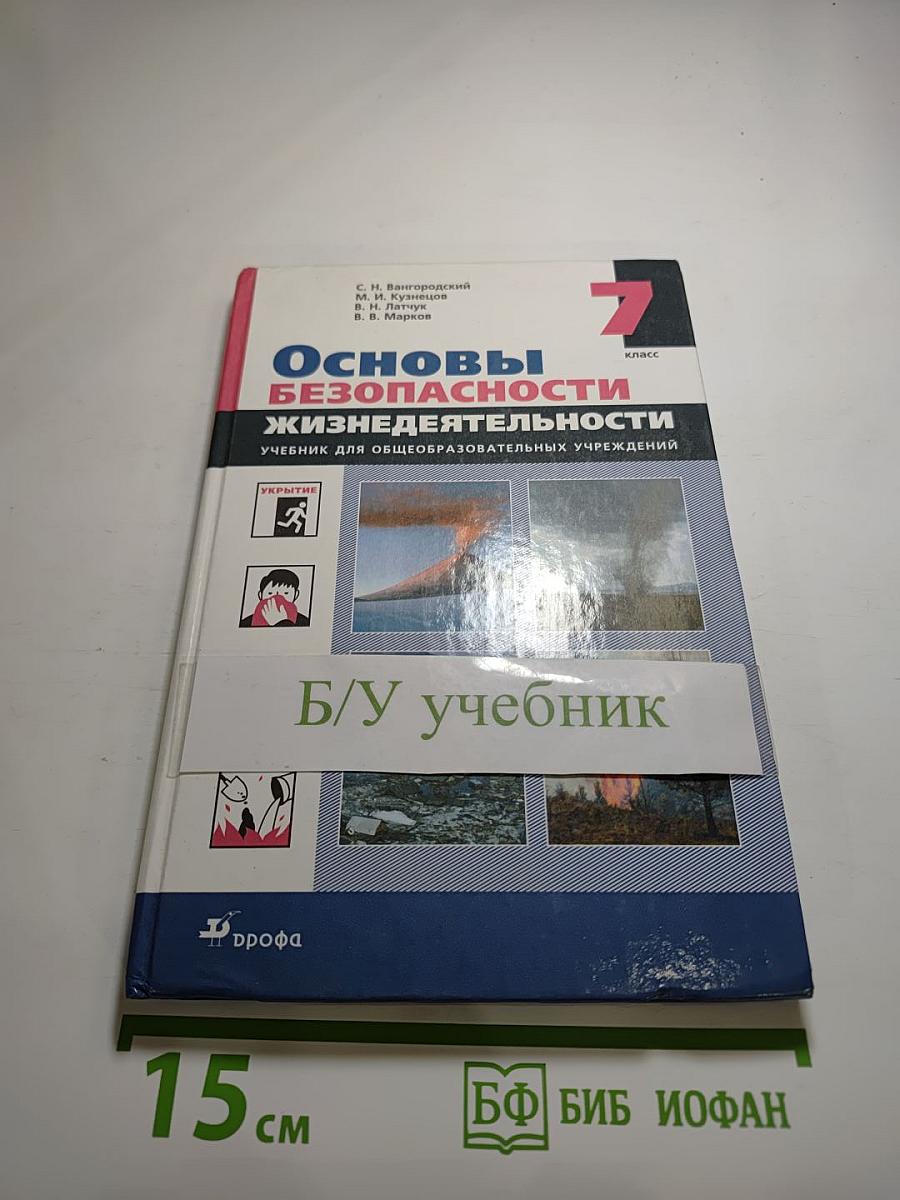 С. Н. Вангородский
М. И. Кузнецов
В. Н. Латчук
В. В. Марков
7
класс
Основы
БЕЗОПАСНОСТИ
ЖИЗНЕДЕЯТЕЛЬНОСТИ
УЧЕБНИК ДЛЯ ОБЩЕОБРАЗОВАТЕЛЬНЫХ УЧРЕЖДЕНИЙ
УКРЫТИЕ
Б/У учебник
дрофа
15 см
БФ БИБ ИОФАН